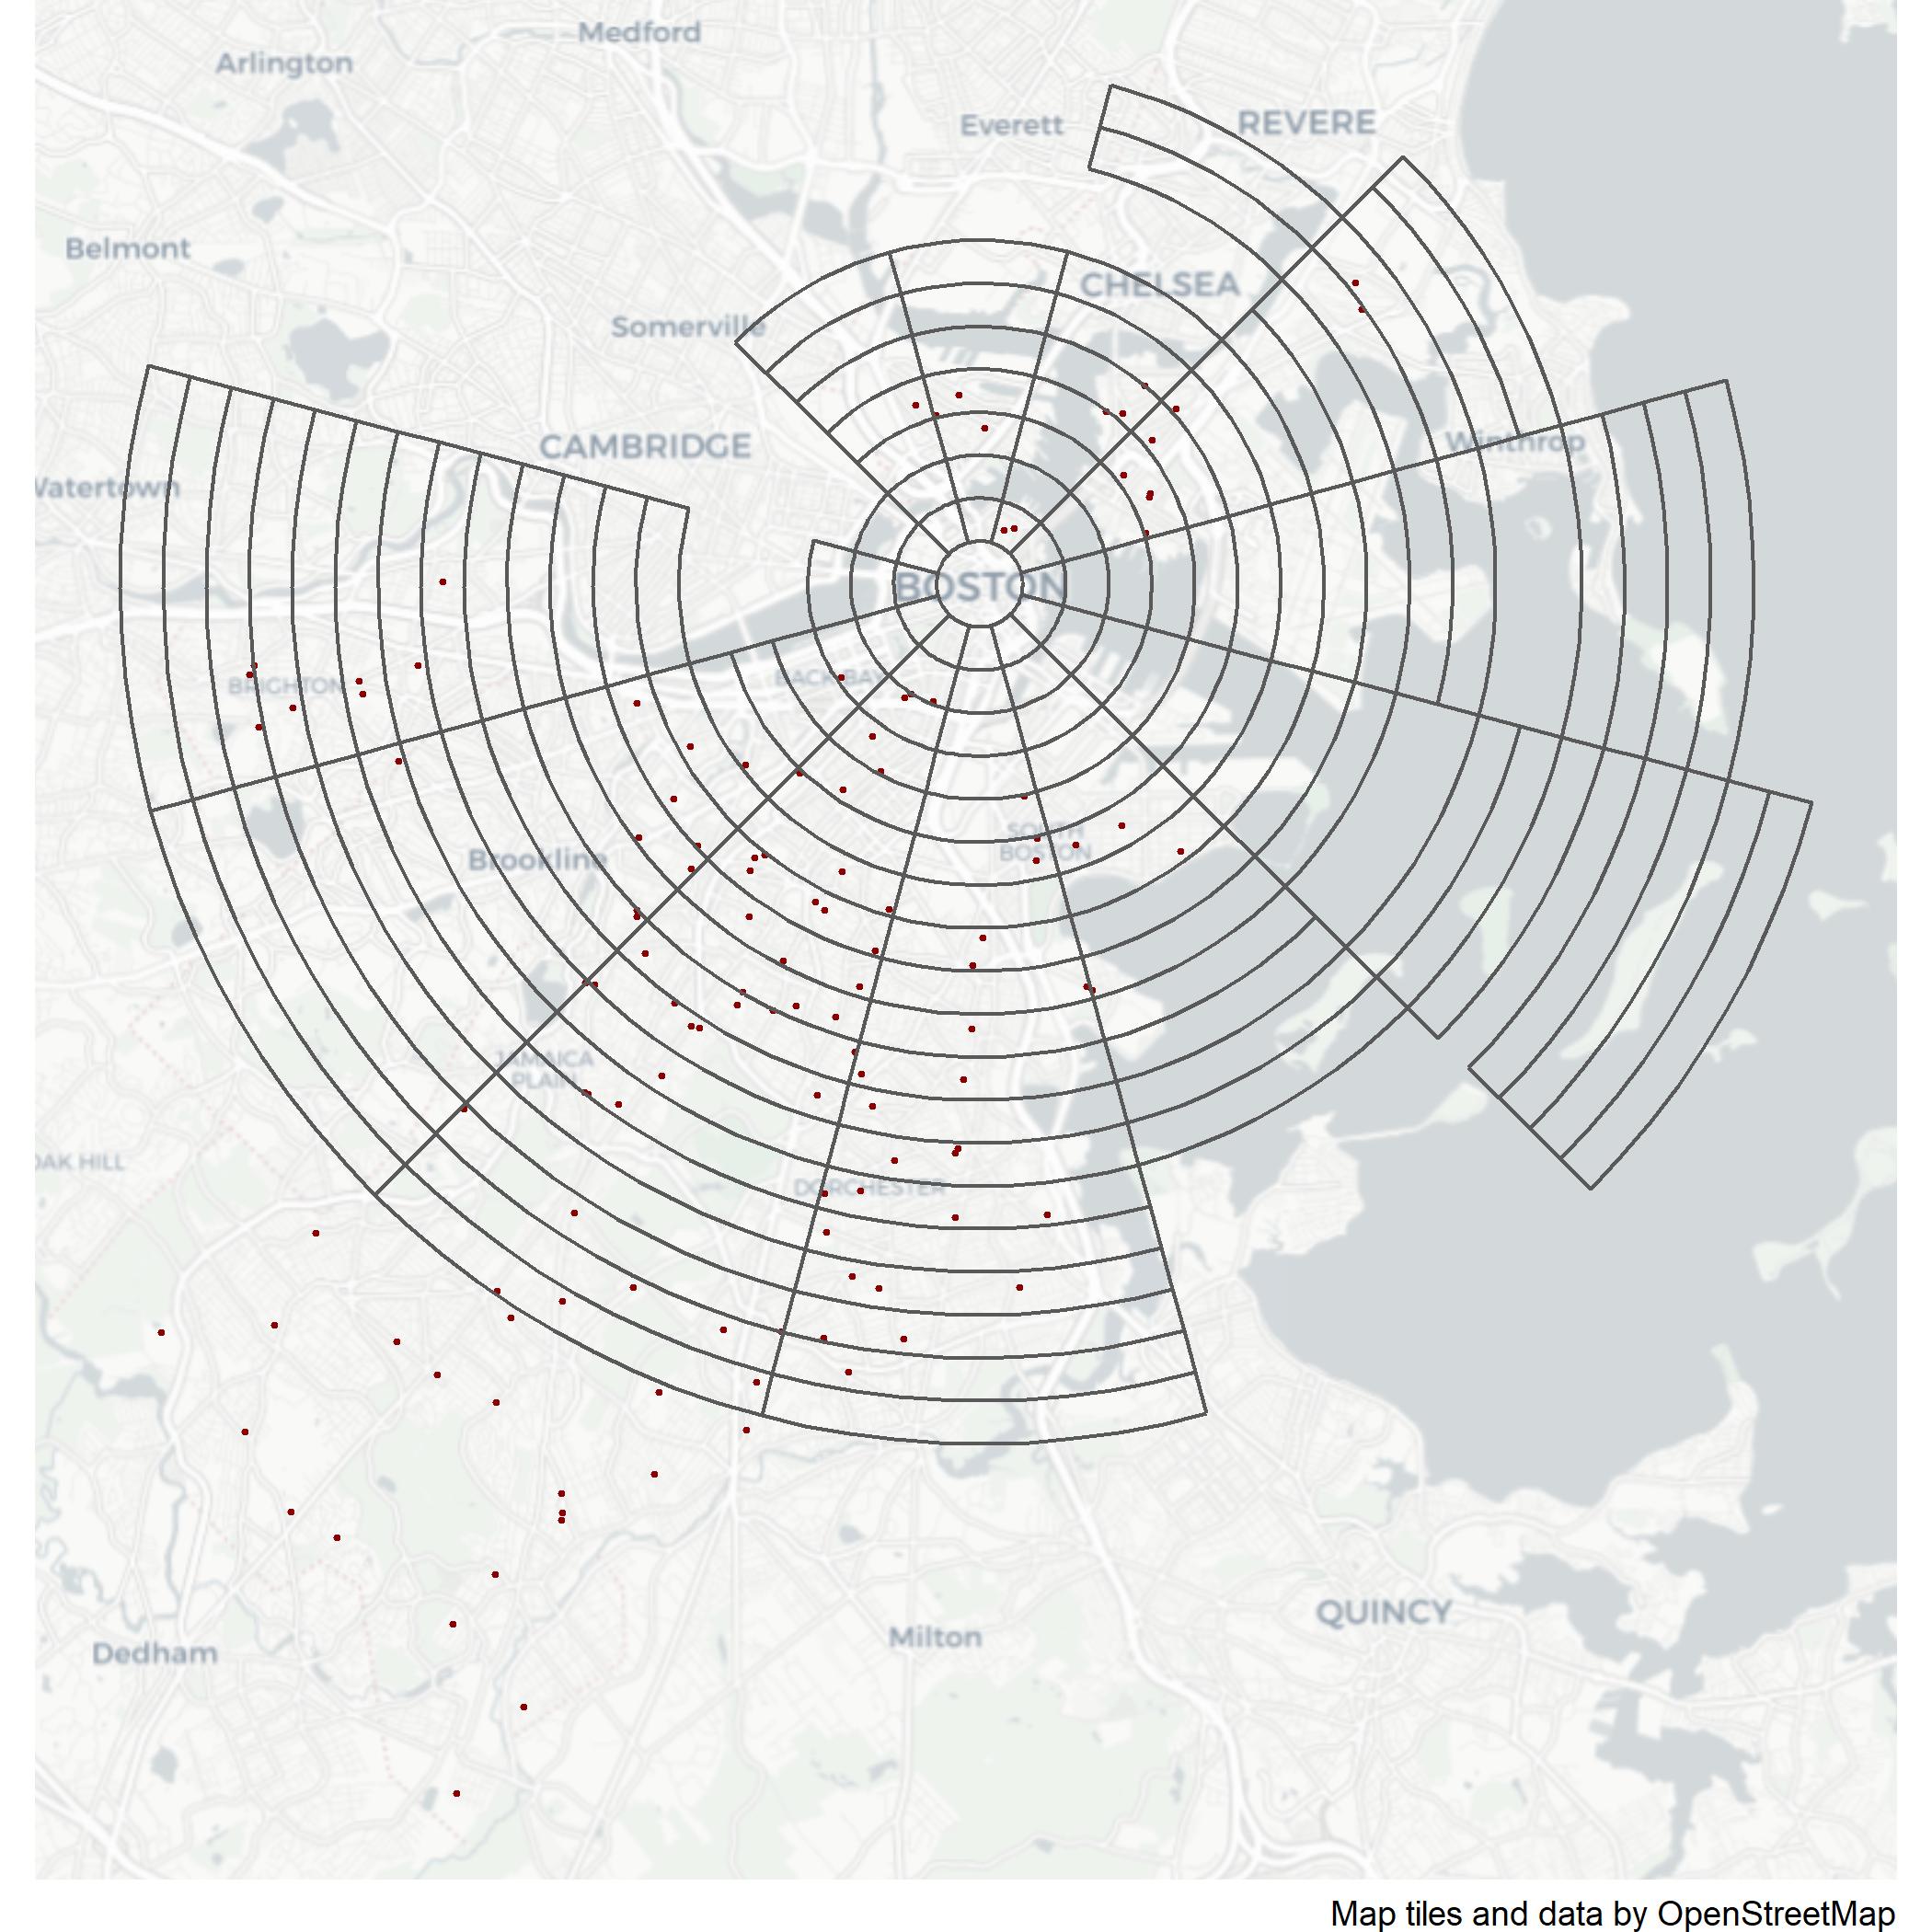 Medford
Arlington
Everett
REVERE
Belmont
CHELSEA
Somerville
CAMBRIDGE
Winthrop
Watertown
BOSTON
BRIGHTON
BACK BAY
SOUTH
BOSTON
Brookline
JAMAICA
PLAIN
OAK HILL
DORCHESTER
QUINCY
Milton
Dedham
Map tiles and data by OpenStreetMap